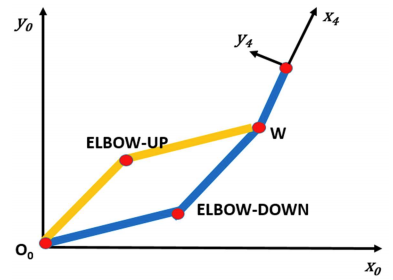 y₀
x₄
y₄
ELBOW-UP
W
ELBOW-DOWN
O₀
x₀